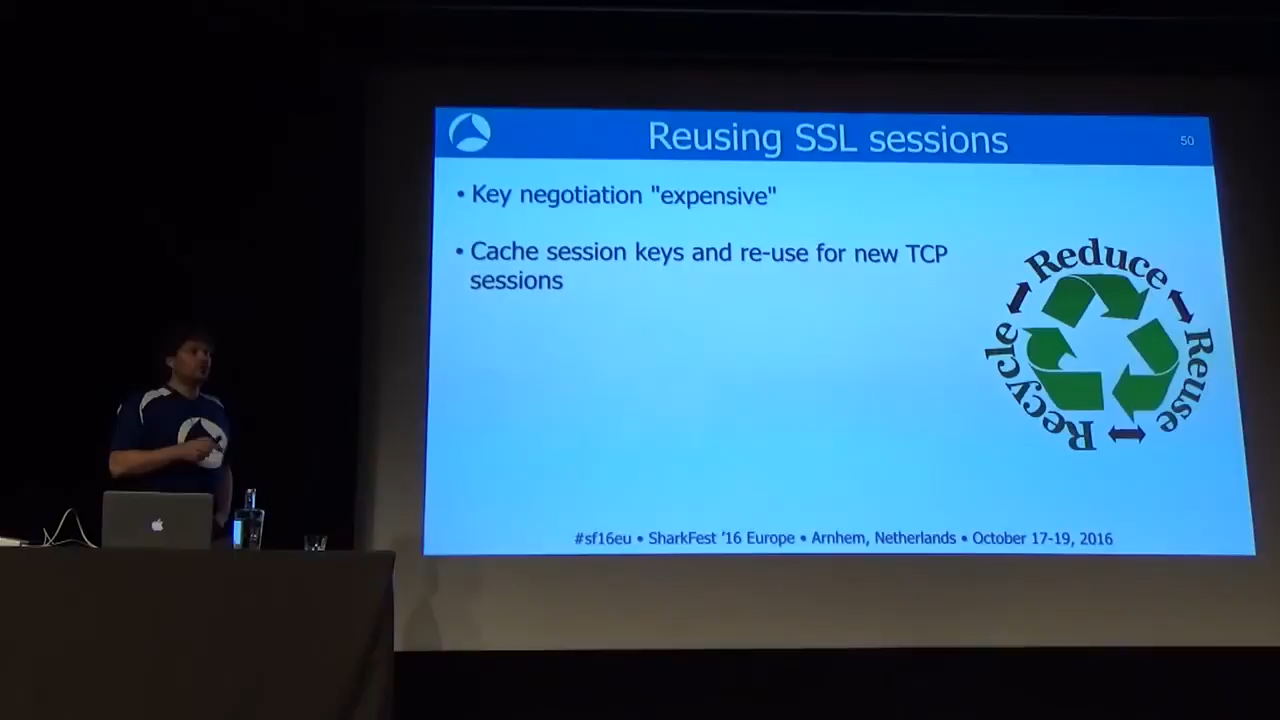 Reusing SSL sessions
50
• Key negotiation "expensive"
• Cache session keys and re-use for new TCP
sessions
Reduce
Reuse
Recycle
#sf16eu • SharkFest '16 Europe • Arnhem, Netherlands • October 17-19, 2016